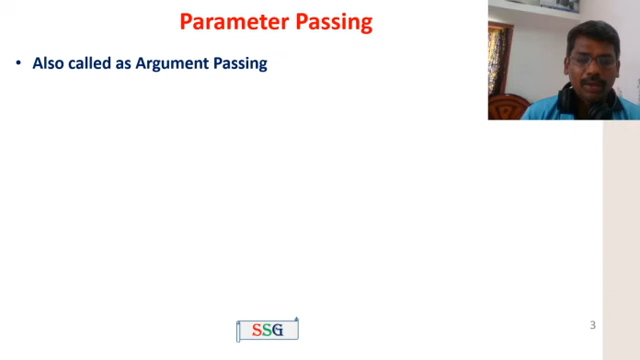 Parameter Passing
• Also called as Argument Passing
SSG
3